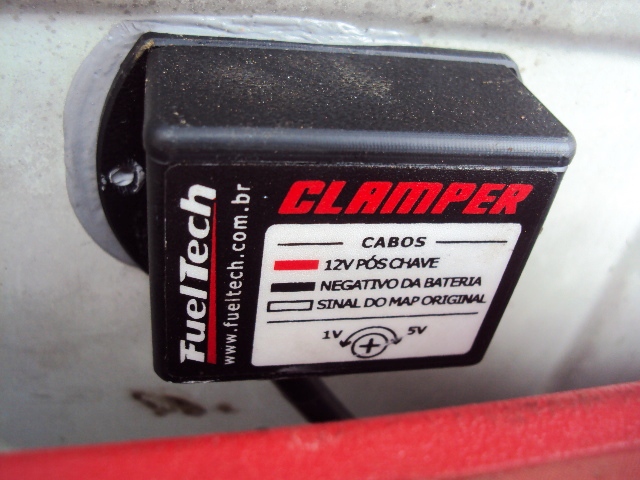 FuelTech
www.fueltech.com.br
CLAMPER
CABOS
12V PÓS CHAVE
NEGATIVO DA BATERIA
SINAL DO MAP ORIGINAL
1V 5V